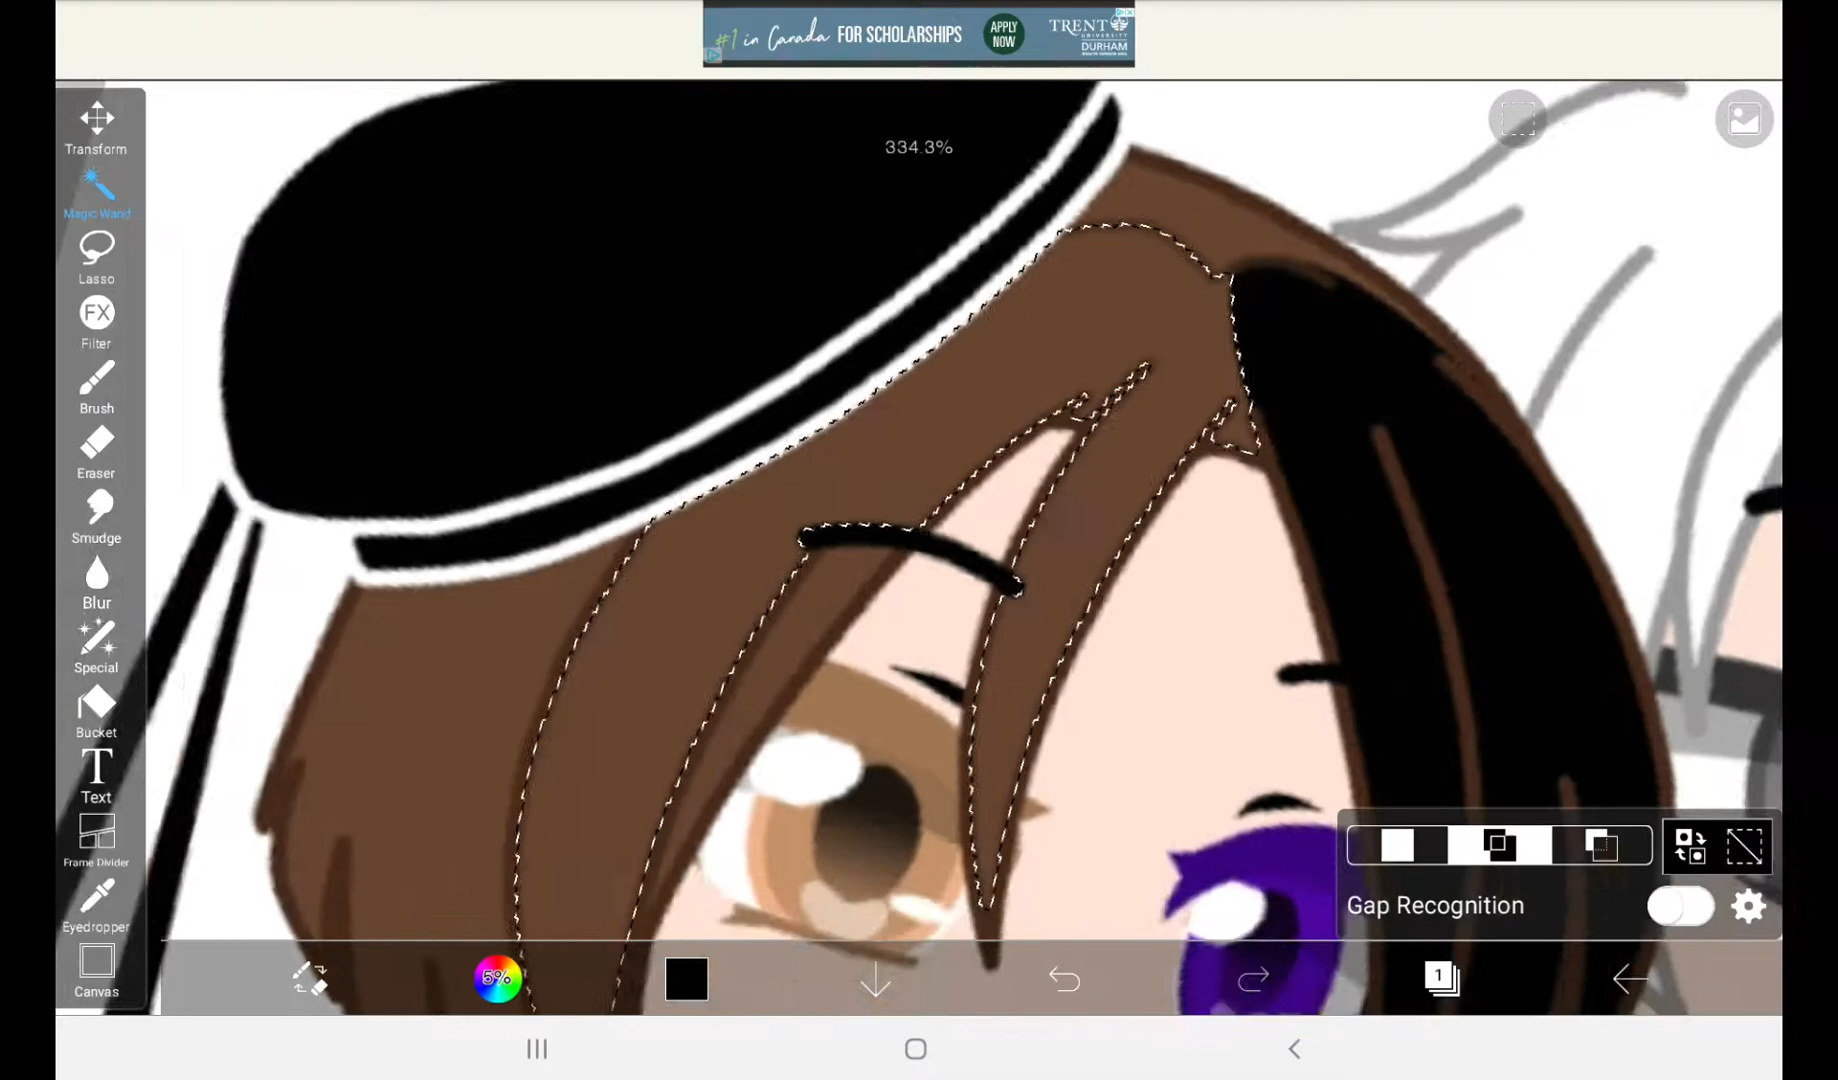 #1 in Canada FOR SCHOLARSHIPS
APPLY
NOW
TRENT
UNIVERSITY
DURHAM
334.3%
Transform
Magic Wand
Lasso
FX
Filter
Brush
Eraser
Smudge
Blur
Special
Bucket
T
Text
Frame Divider
Eyedropper
Canvas
Gap Recognition
5%
1